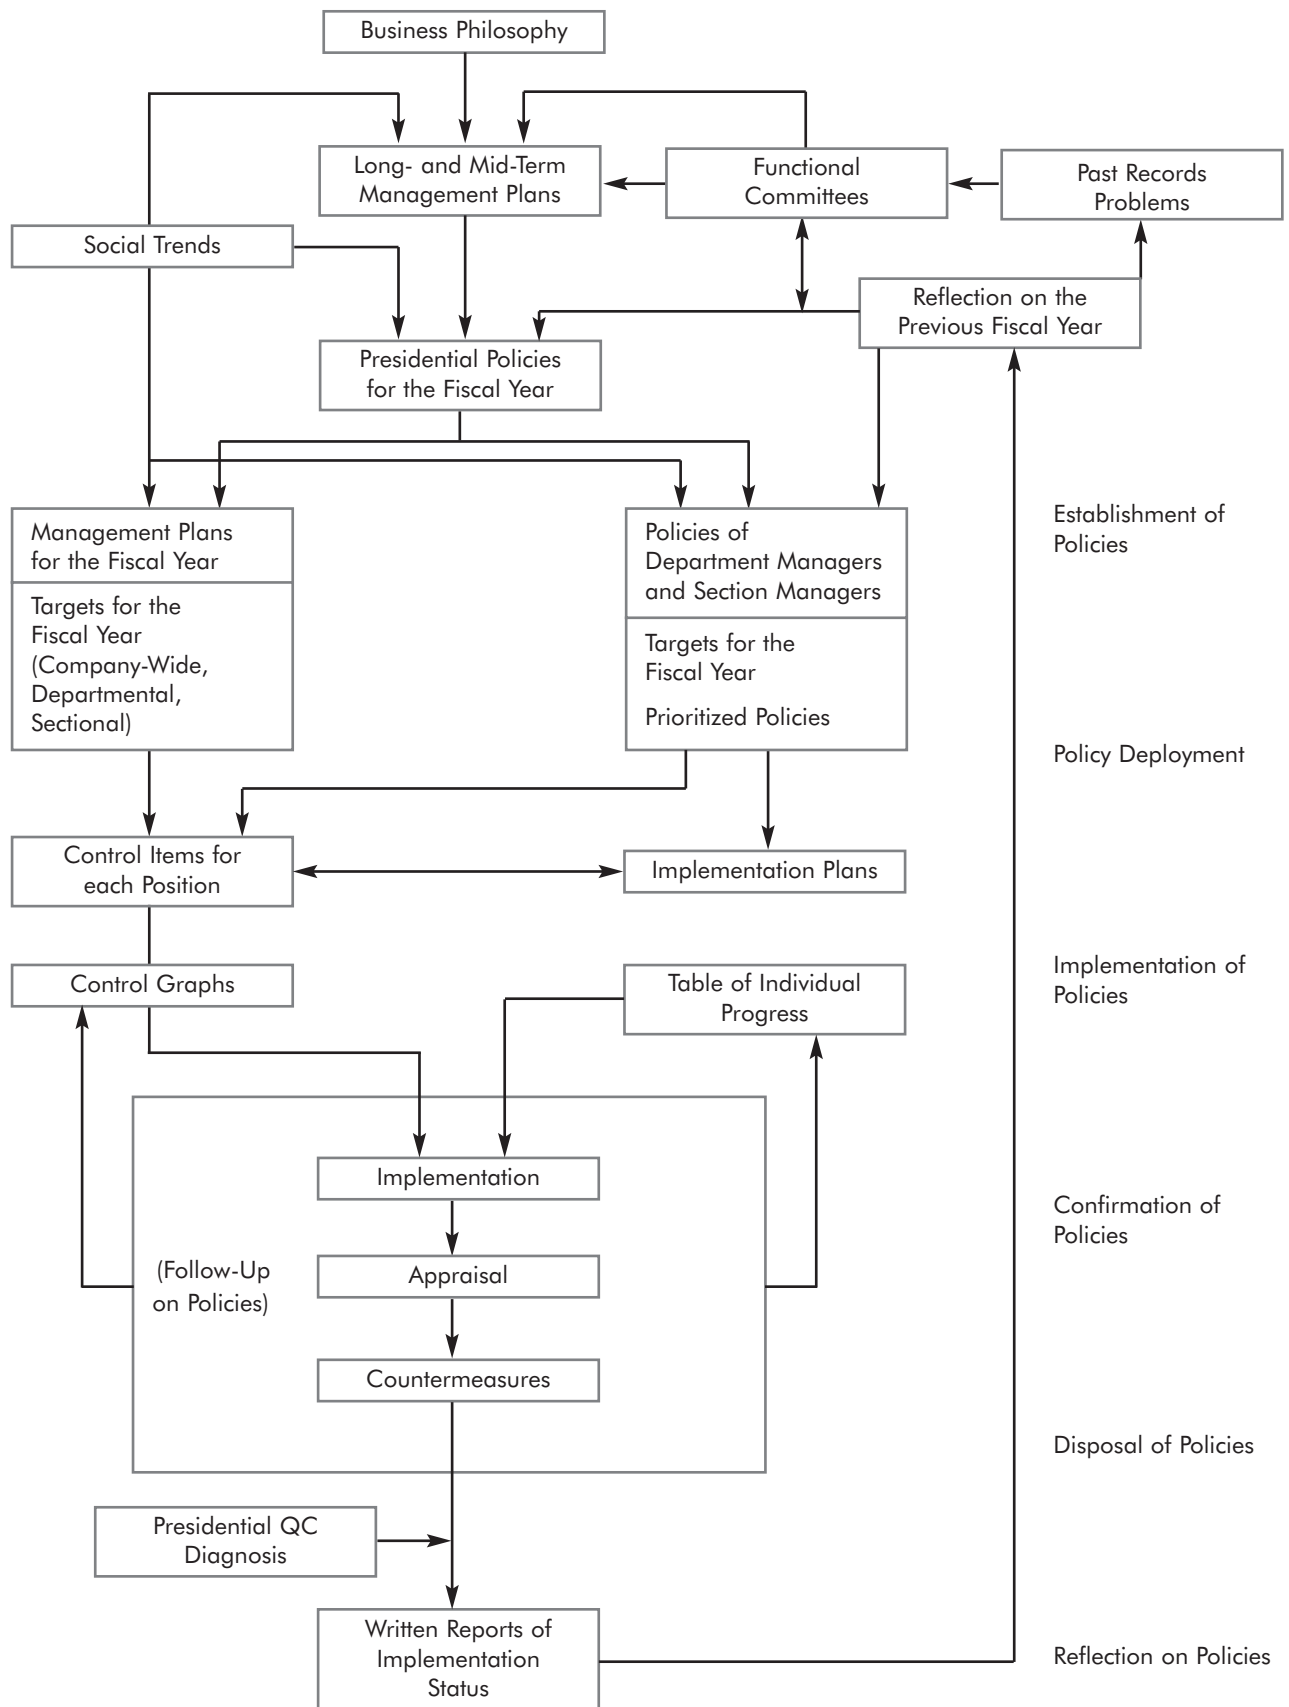 Business Philosophy
Long- and Mid-Term
Management Plans
Functional
Committees
Past Records
Problems
Social Trends
Reflection on the
Previous Fiscal Year
Presidential Policies
for the Fiscal Year
Management Plans
for the Fiscal Year
Targets for the
Fiscal Year
(Company-Wide,
Departmental,
Sectional)
Policies of
Department Managers
and Section Managers
Targets for the
Fiscal Year
Prioritized Policies
Establishment of
Policies
Policy Deployment
Control Items for
each Position
Implementation Plans
Control Graphs
Table of Individual
Progress
Implementation of
Policies
Implementation
Appraisal
Countermeasures
(Follow-Up
on Policies)
Confirmation of
Policies
Disposal of Policies
Presidential QC
Diagnosis
Written Reports of
Implementation
Status
Reflection on Policies